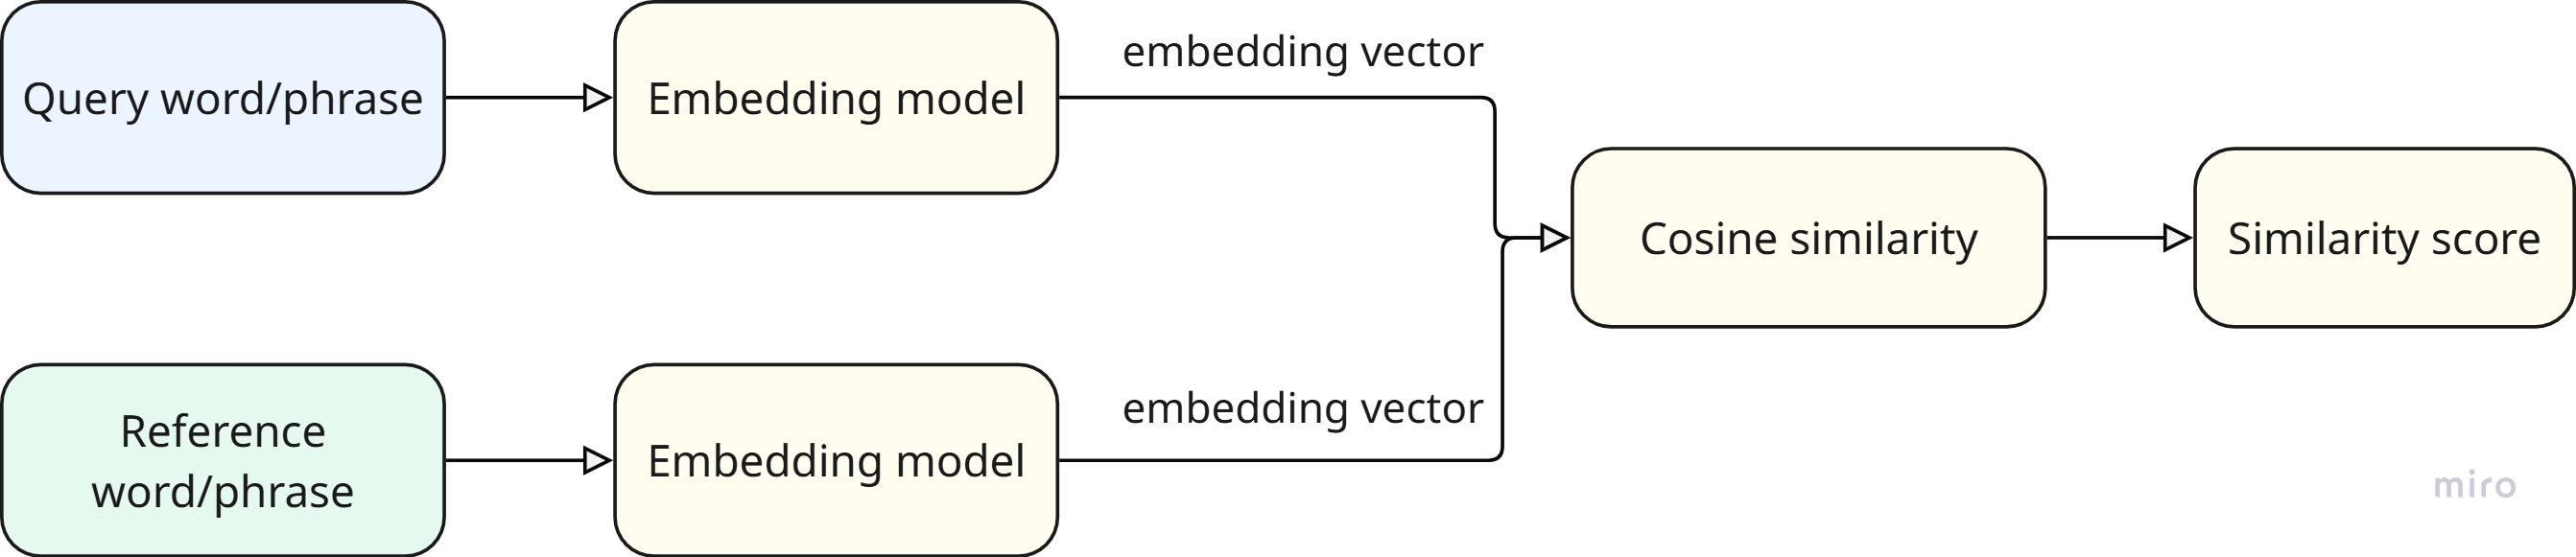 Query word/phrase
Embedding model
embedding vector
Cosine similarity
Similarity score
Reference
word/phrase
Embedding model
embedding vector
miro